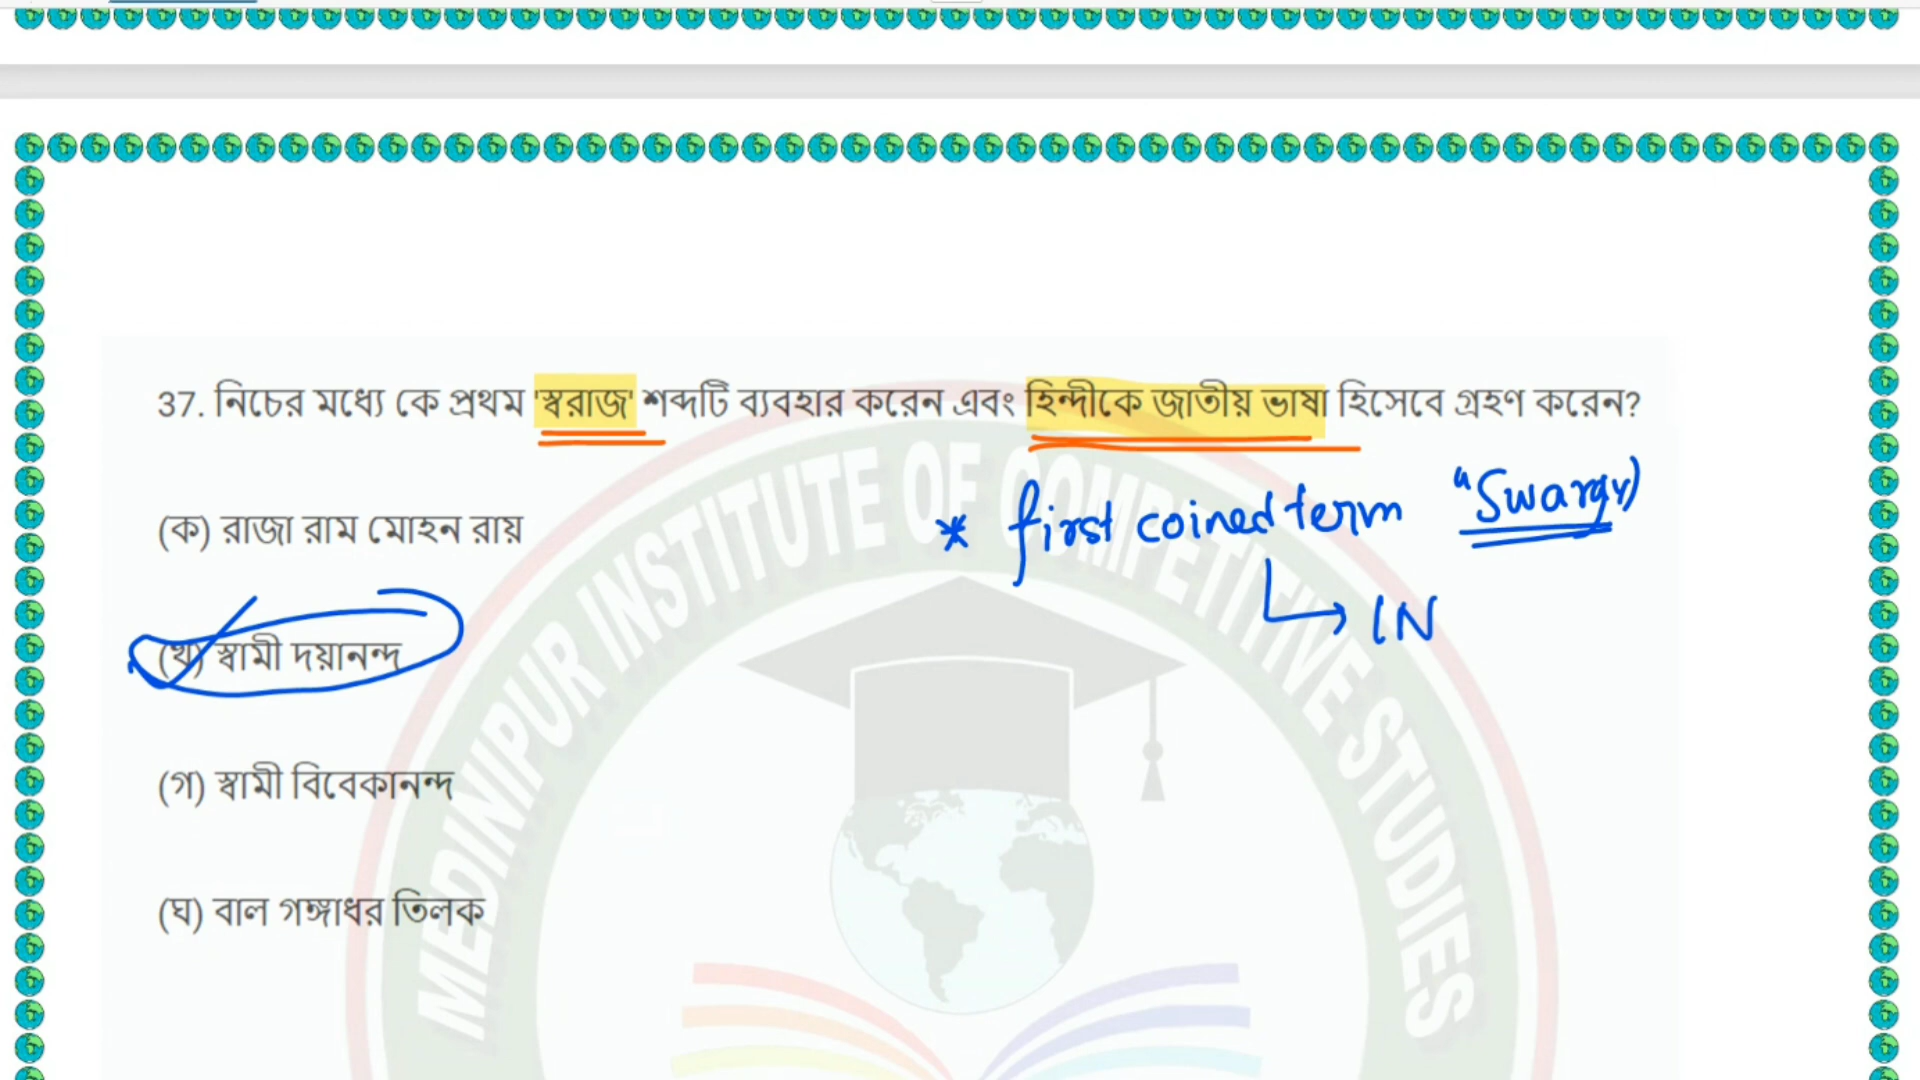 37. নিচের মধ্যে কে প্রথম 'স্বরাজ' শব্দটি ব্যবহার করেন এবং হিন্দীকে জাতীয় ভাষা হিসেবে গ্রহণ করেন?
* first coined term "Swaraj)
(ক) রাজা রাম মোহন রায়
IN
(খ) স্বামী দয়ানন্দ
(গ) স্বামী বিবেকানন্দ
(ঘ) বাল গঙ্গাধর তিলক
MEDINIPUR INSTITUTE OF COMPETITIVE STUDIES